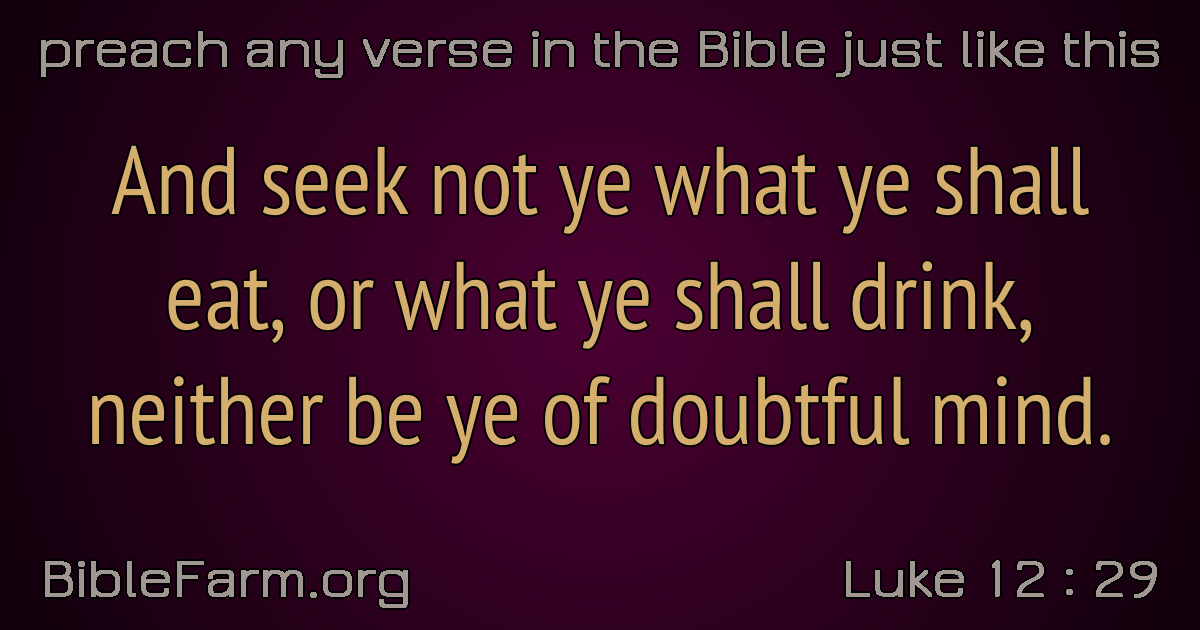 preach any verse in the Bible just like this
And seek not ye what ye shall
eat, or what ye shall drink,
neither be ye of doubtful mind.
BibleFarm.org
Luke 12 : 29